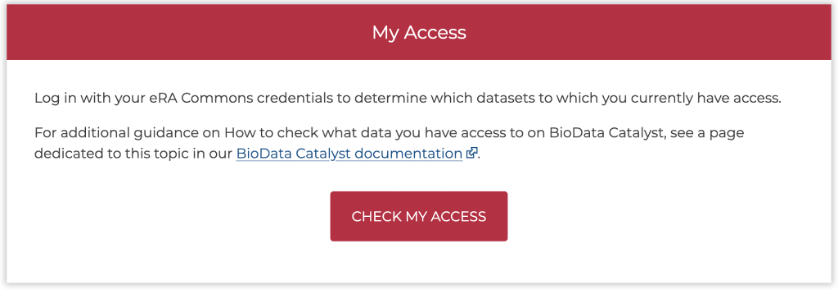 My Access
Log in with your eRA Commons credentials to determine which datasets to which you currently have access.
For additional guidance on How to check what data you have access to on BioData Catalyst, see a page
dedicated to this topic in our BioData Catalyst documentation.
CHECK MY ACCESS